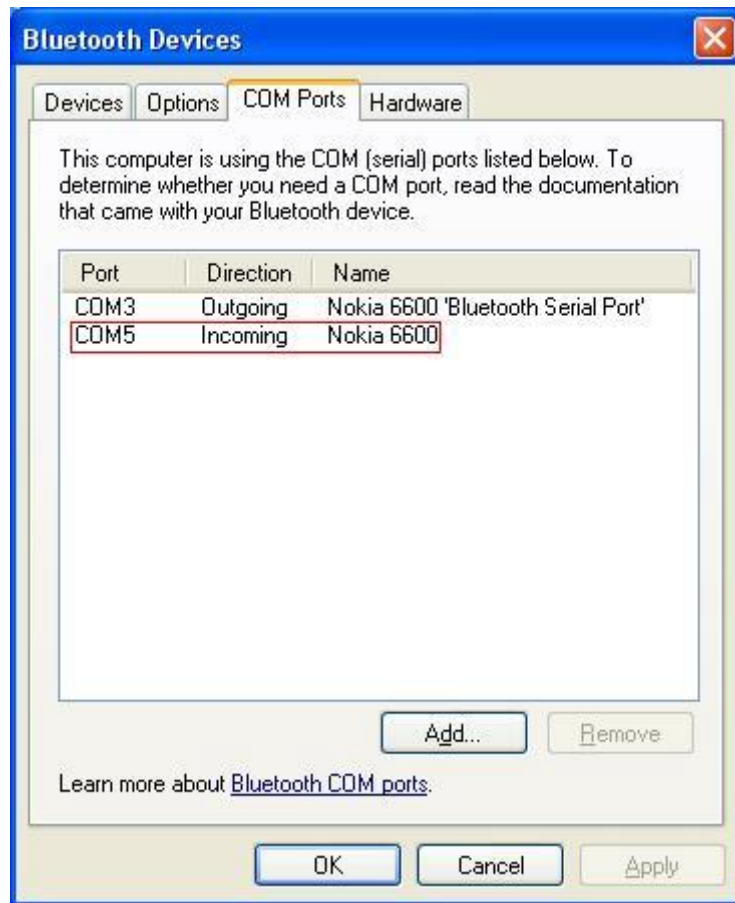 Bluetooth Devices
Devices Options COM Ports Hardware
This computer is using the COM (serial) ports listed below. To
determine whether you need a COM port, read the documentation
that came with your Bluetooth device.
Port Direction Name
COM3 Outgoing Nokia 6600 'Bluetooth Serial Port'
COM5 Incoming Nokia 6600
Add... Remove
Learn more about Bluetooth COM ports.
OK Cancel Apply